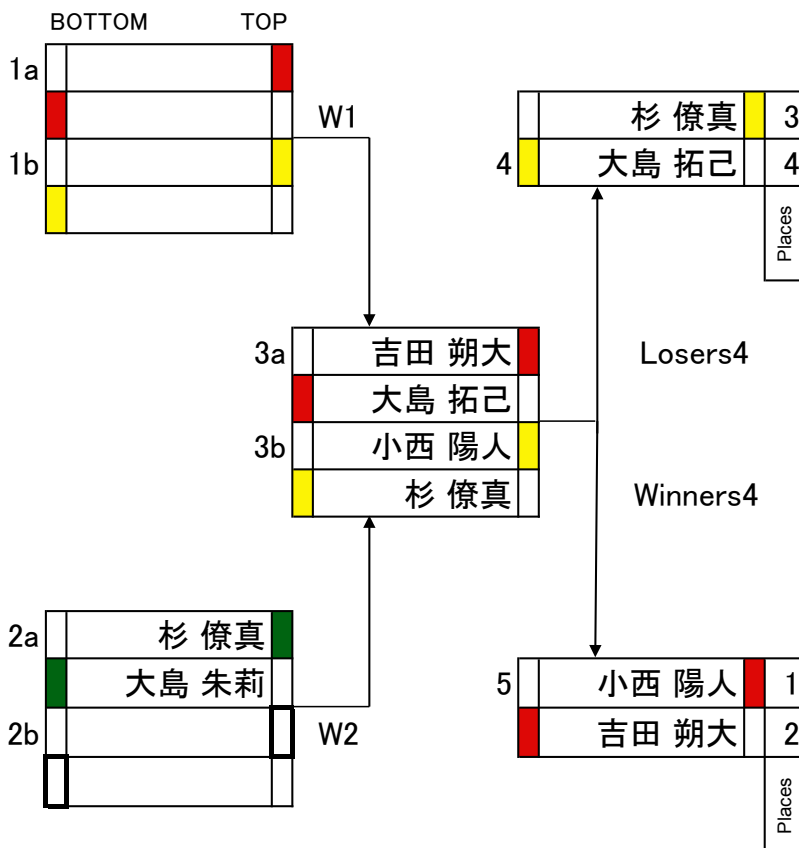 BOTTOM TOP
1a
W1
1b
杉 僚真 3
4 大島 拓己 4
Places
3a 吉田 朔大
大島 拓己
3b 小西 陽人
杉 僚真
Losers4
Winners4
2a 杉 僚真
大島 朱莉
2b W2
5 小西 陽人 1
吉田 朔大 2
Places